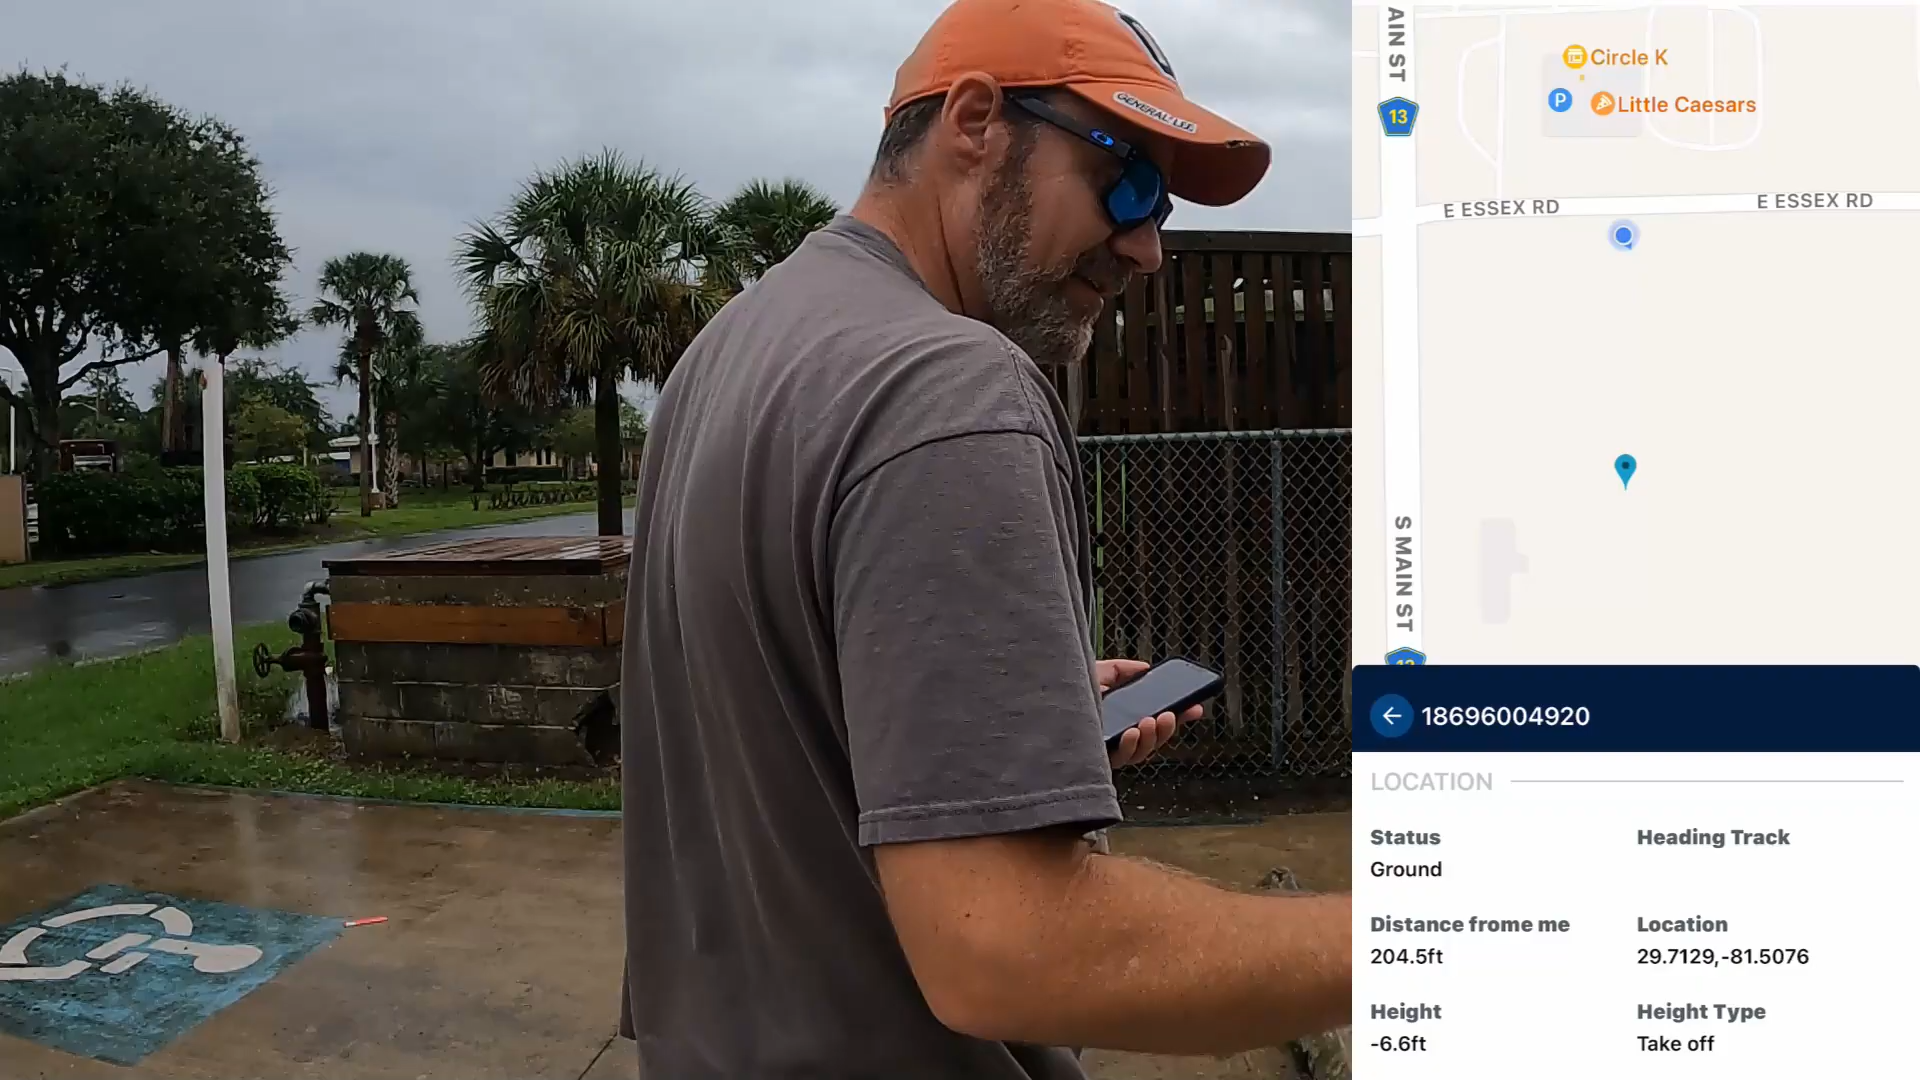 GENERAL LEE
AIN ST
13
Circle K
P
Little Caesars
E ESSEX RD
E ESSEX RD
S MAIN ST
18696004920
LOCATION
Status
Ground
Heading Track
Distance frome me
204.5ft
Location
29.7129,-81.5076
Height
-6.6ft
Height Type
Take off